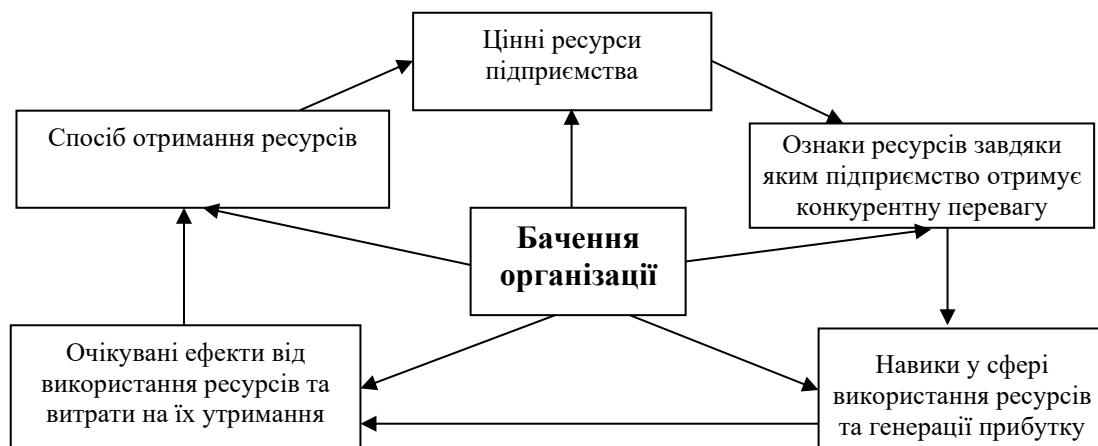 Цінні ресурси
підприємства
Спосіб отримання ресурсів
Ознаки ресурсів завдяки
яким підприємство отримує
конкурентну перевагу
Бачення
організації
Очікувані ефекти від
використання ресурсів та
витрати на їх утримання
Навики у сфері
використання ресурсів
та генерації прибутку